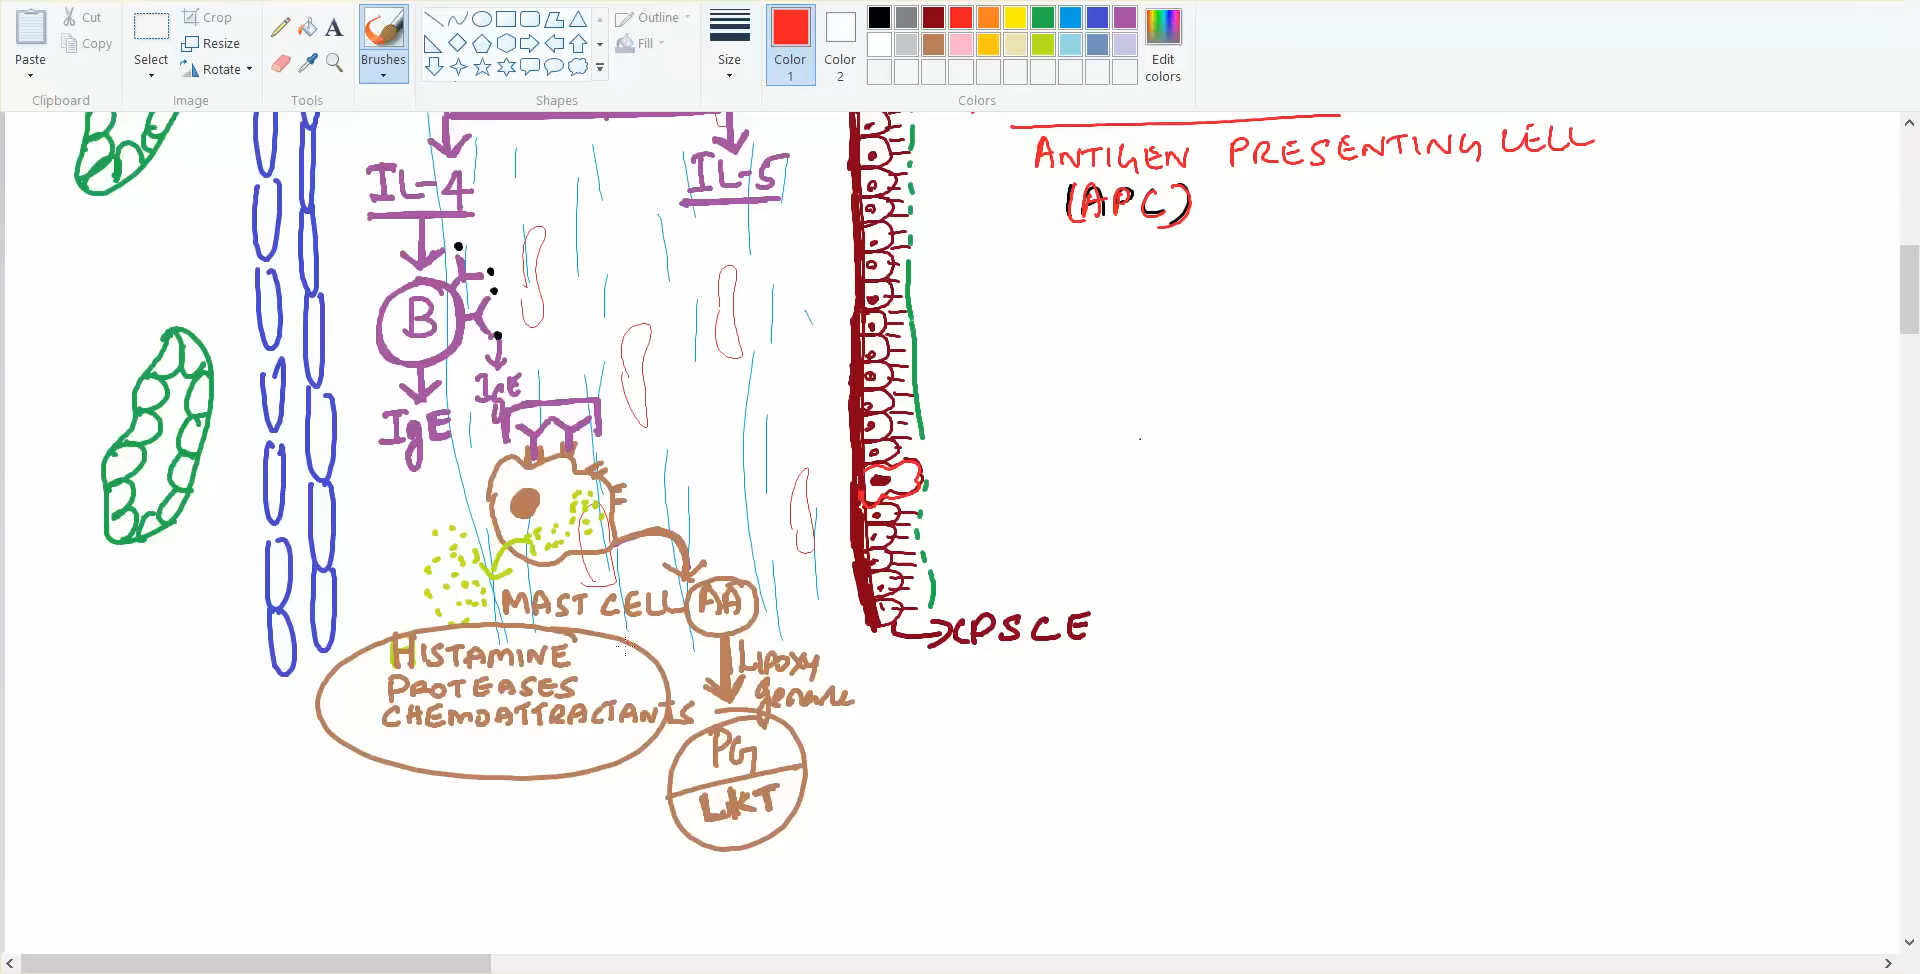 Paste
Cut
Copy
Clipboard
Select
Crop
Resize
Rotate
Image
A
Tools
Brushes
Shapes
Outline
Fill
Size
Color 1
Color 2
Edit colors
Colors
ANTIGEN PRESENTING CELL
(APC)
IL-4
IL-5
B
IgE
IgE
MAST CELL
AA
HISTAMINE
PROTEASES
CHEMOATTRACTANTS
LIPOXY
PG
LKT
PSCE